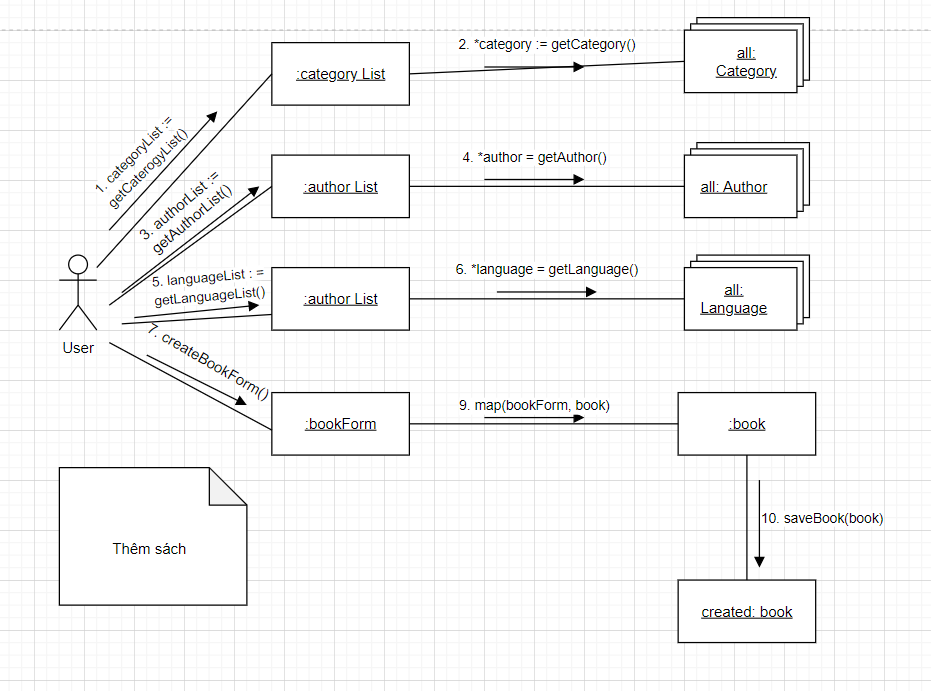 2. *category := getCategory()
:category List
all:
Category
1. categoryList :=
getCaterogyList()
4. *author = getAuthor()
:author List
all: Author
3. authorList :=
getAuthorList()
6. *language = getLanguage()
5. languageList : =
getLanguageList()
:author List
all:
Language
User
7. createBookForm()
9. map(bookForm, book)
:bookForm
:book
10. saveBook(book)
Thêm sách
created: book